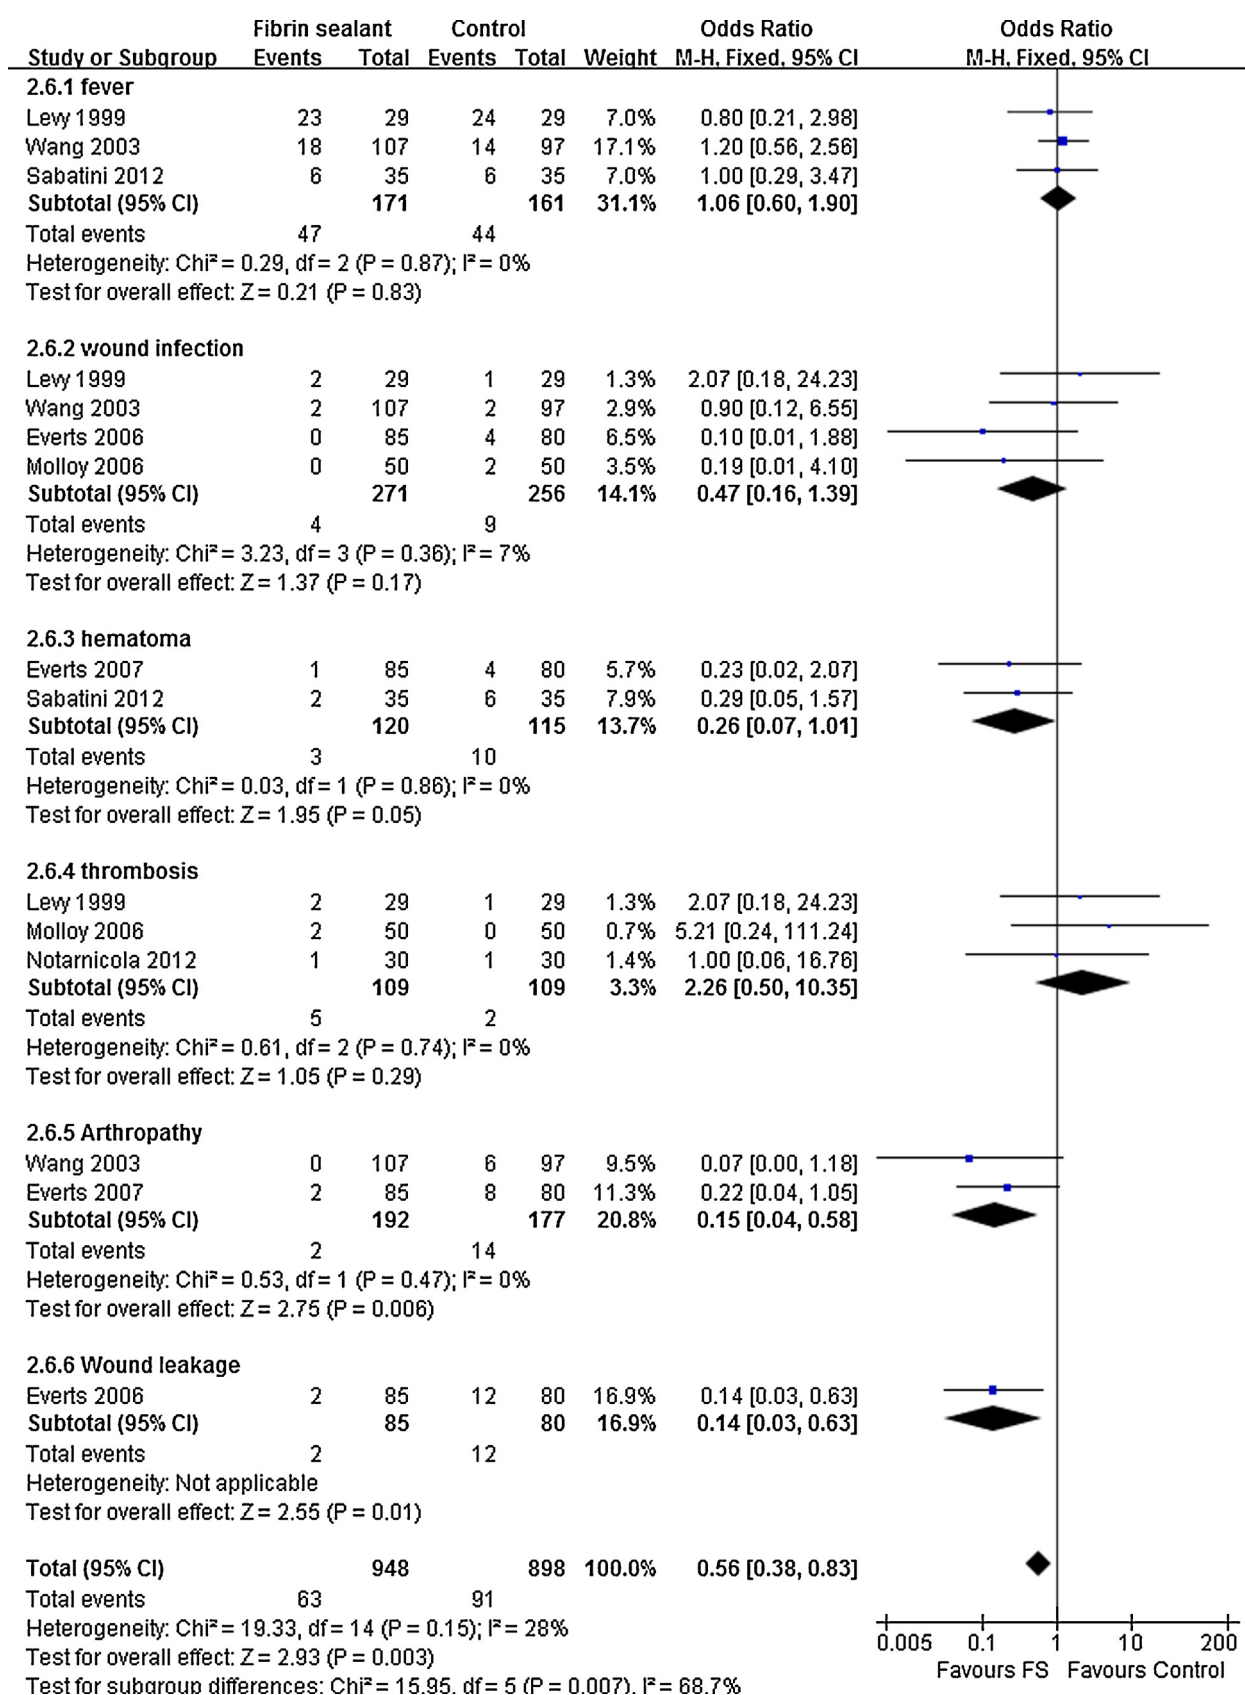 Fibrin sealant Control Odds Ratio Odds Ratio
Study or Subgroup Events Total Events Total Weight M-H, Fixed, 95% CI M-H, Fixed, 95% CI
2.6.1 fever
Levy 1999 23 29 24 29 7.0% 0.80 [0.21, 2.98]
Wang 2003 18 107 14 97 17.1% 1.20 [0.56, 2.56]
Sabatini 2012 6 35 6 35 7.0% 1.00 [0.29, 3.47]
Subtotal (95% CI) 171 161 31.1% 1.06 [0.60, 1.90]
Total events 47 44
Heterogeneity: Chi² = 0.29, df = 2 (P = 0.87); I² = 0%
Test for overall effect: Z = 0.21 (P = 0.83)
2.6.2 wound infection
Levy 1999 2 29 1 29 1.3% 2.07 [0.18, 24.23]
Wang 2003 2 107 2 97 2.9% 0.90 [0.12, 6.55]
Everts 2006 0 85 4 80 6.5% 0.10 [0.01, 1.88]
Molloy 2006 0 50 2 50 3.5% 0.19 [0.01, 4.10]
Subtotal (95% CI) 271 256 14.1% 0.47 [0.16, 1.39]
Total events 4 9
Heterogeneity: Chi² = 3.23, df = 3 (P = 0.36); I² = 7%
Test for overall effect: Z = 1.37 (P = 0.17)
2.6.3 hematoma
Everts 2007 1 85 4 80 5.7% 0.23 [0.02, 2.07]
Sabatini 2012 2 35 6 35 7.9% 0.29 [0.05, 1.57]
Subtotal (95% CI) 120 115 13.7% 0.26 [0.07, 1.01]
Total events 3 10
Heterogeneity: Chi² = 0.03, df = 1 (P = 0.86); I² = 0%
Test for overall effect: Z = 1.95 (P = 0.05)
2.6.4 thrombosis
Levy 1999 2 29 1 29 1.3% 2.07 [0.18, 24.23]
Molloy 2006 2 50 0 50 0.7% 5.21 [0.24, 111.24]
Notarnicola 2012 1 30 1 30 1.4% 1.00 [0.06, 16.76]
Subtotal (95% CI) 109 109 3.3% 2.26 [0.50, 10.35]
Total events 5 2
Heterogeneity: Chi² = 0.61, df = 2 (P = 0.74); I² = 0%
Test for overall effect: Z = 1.05 (P = 0.29)
2.6.5 Arthropathy
Wang 2003 0 107 6 97 9.5% 0.07 [0.00, 1.18]
Everts 2007 2 85 8 80 11.3% 0.22 [0.04, 1.05]
Subtotal (95% CI) 192 177 20.8% 0.15 [0.04, 0.58]
Total events 2 14
Heterogeneity: Chi² = 0.53, df = 1 (P = 0.47); I² = 0%
Test for overall effect: Z = 2.75 (P = 0.006)
2.6.6 Wound leakage
Everts 2006 2 85 12 80 16.9% 0.14 [0.03, 0.63]
Subtotal (95% CI) 85 80 16.9% 0.14 [0.03, 0.63]
Total events 2 12
Heterogeneity: Not applicable
Test for overall effect: Z = 2.55 (P = 0.01)
Total (95% CI) 948 898 100.0% 0.56 [0.38, 0.83]
Total events 63 91
Heterogeneity: Chi² = 19.33, df = 14 (P = 0.15); I² = 28%
Test for overall effect: Z = 2.93 (P = 0.003)
Test for subgroup differences: Chi² = 15.95, df = 5 (P = 0.007), I² = 68.7%
0.005 0.1 1 10 200
Favours FS Favours Control